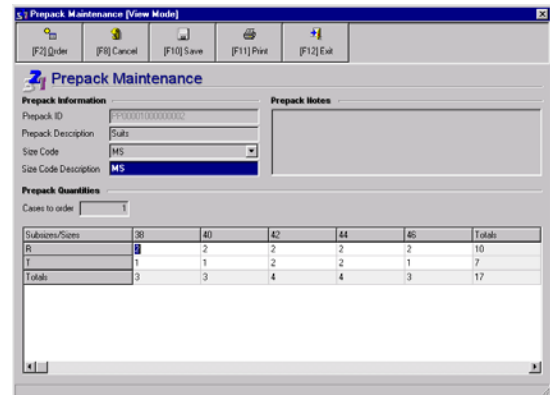 Prepack Maintenance [View Mode]
[F2] Order [F8] Cancel [F10] Save [F11] Print [F12] Exit
Prepack Maintenance
Prepack Information Prepack Notes
Prepack ID PP00001000000002
Prepack Description Suits
Size Code MS
Size Code Description MS
Prepack Quantities
Cases to order 1
Subsizes/Sizes 38 40 42 44 46 Totals
R 2 2 2 2 2 10
T 1 1 2 2 1 7
Totals 3 3 4 4 3 17